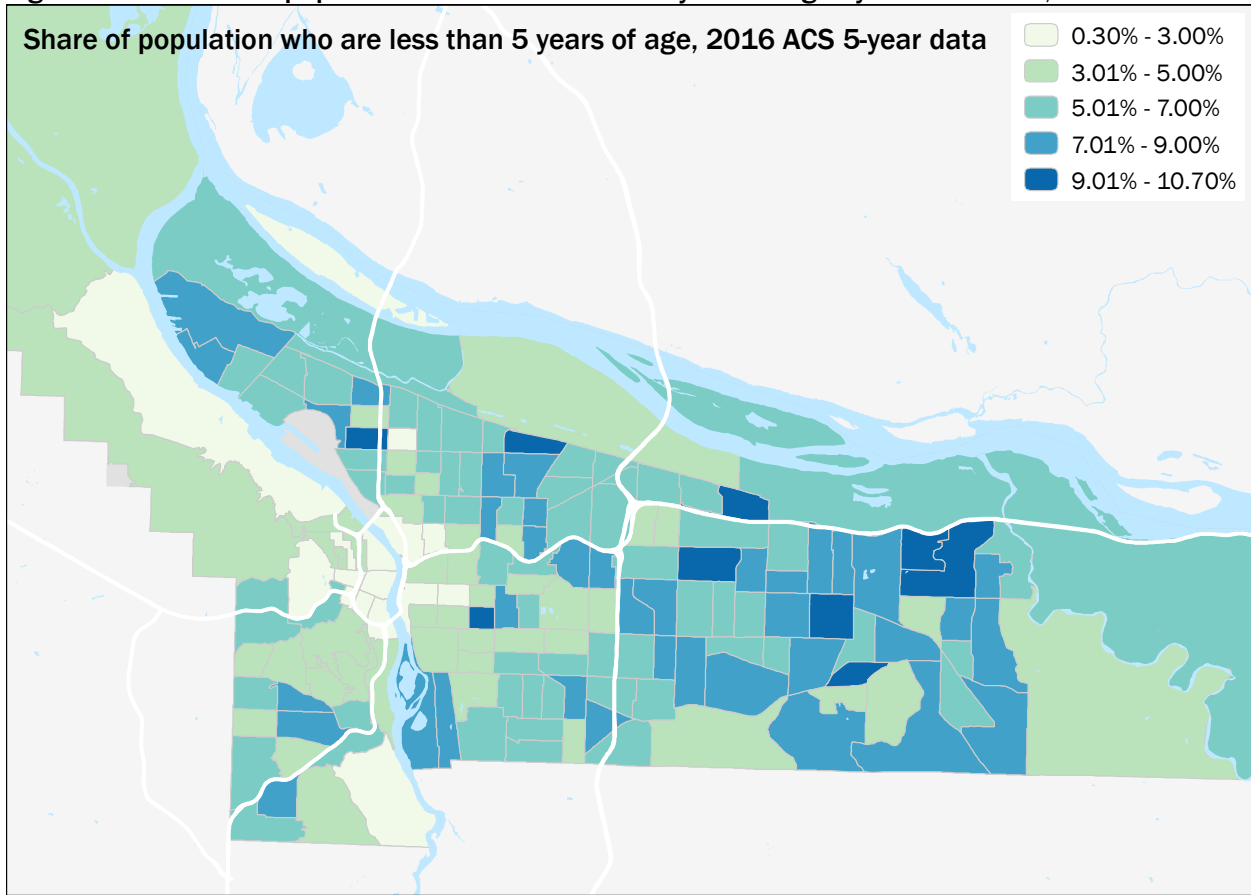 Share of population who are less than 5 years of age, 2016 ACS 5-year data
0.30% - 3.00%
3.01% - 5.00%
5.01% - 7.00%
7.01% - 9.00%
9.01% - 10.70%